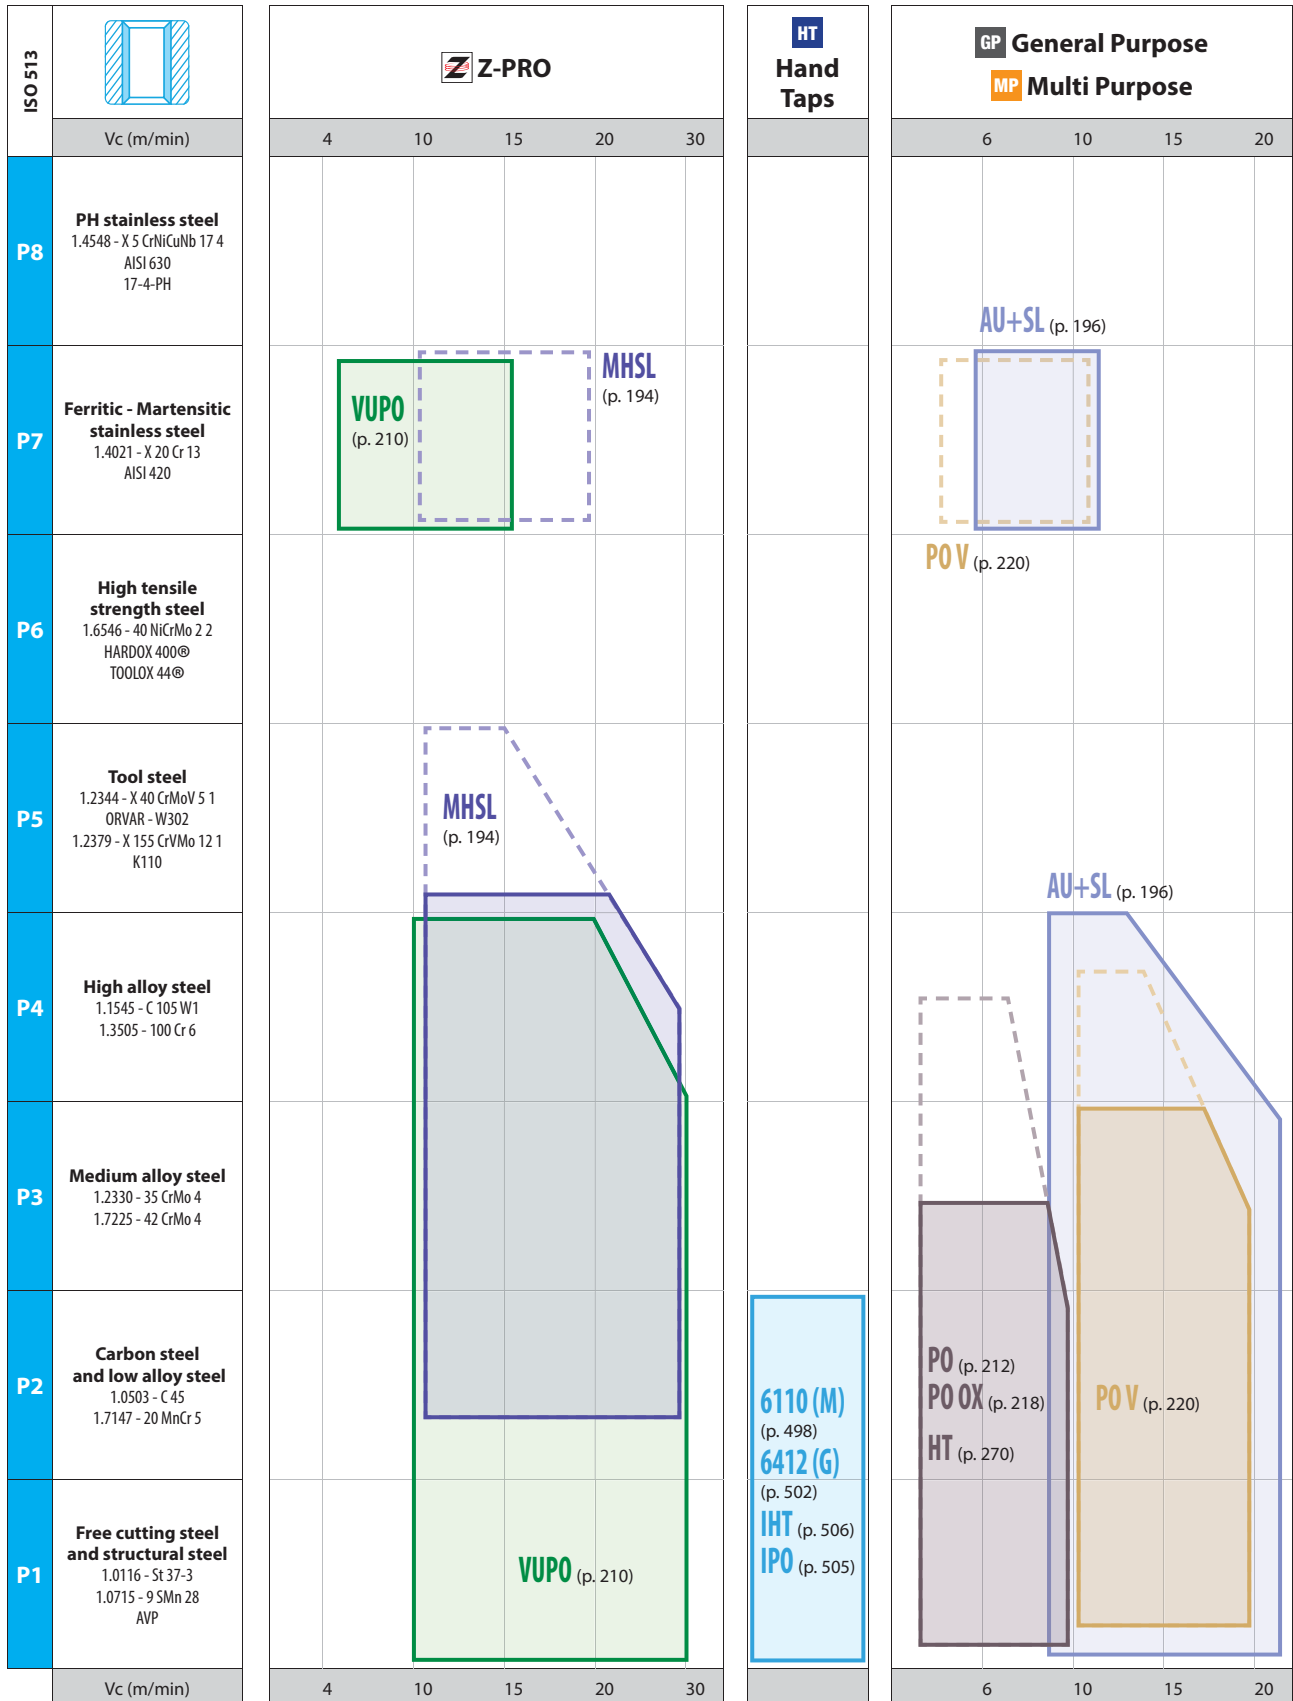 ISO 513
Z-PRO
HT
Hand
Taps
GP General Purpose
MP Multi Purpose
Vc (m/min)
4 10 15 20 30
6 10 15 20
P8
PH stainless steel
1.4548 - X 5 CrNiCuNb 17 4
AISI 630
17-4-PH
AU+SL (p. 196)
P7
Ferritic - Martensitic
stainless steel
1.4021 - X 20 Cr 13
AISI 420
VUPO
(p. 210)
MHSL
(p. 194)
PO V (p. 220)
P6
High tensile
strength steel
1.6546 - 40 NiCrMo 2 2
HARDOX 400®
TOOLOX 44®
P5
Tool steel
1.2344 - X 40 CrMoV 5 1
ORVAR - W302
1.2379 - X 155 CrVMo 12 1
K110
MHSL
(p. 194)
AU+SL (p. 196)
P4
High alloy steel
1.1545 - C 105 W1
1.3505 - 100 Cr 6
P3
Medium alloy steel
1.2330 - 35 CrMo 4
1.7225 - 42 CrMo 4
P2
Carbon steel
and low alloy steel
1.0503 - C 45
1.7147 - 20 MnCr 5
6110 (M)
(p. 498)
6412 (G)
(p. 502)
IHT (p. 506)
IPO (p. 505)
PO (p. 212)
PO OX (p. 218)
HT (p. 270)
PO V (p. 220)
P1
Free cutting steel
and structural steel
1.0116 - St 37-3
1.0715 - 9 SMn 28
AVP
VUPO (p. 210)
Vc (m/min)
4 10 15 20 30
6 10 15 20